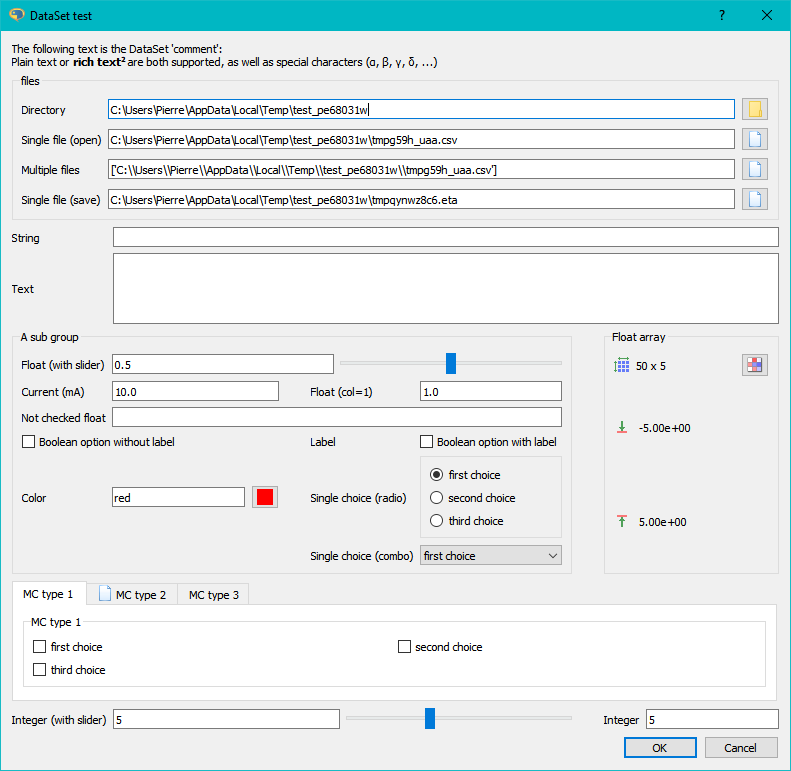 DataSet test
?
The following text is the DataSet 'comment':
Plain text or rich text² are both supported, as well as special characters (α, β, γ, δ, ...)
files
Directory C:\Users\Pierre\AppData\Local\Temp\test_pe68031w
Single file (open) C:\Users\Pierre\AppData\Local\Temp\test_pe68031w\tmpg59h_uaa.csv
Multiple files ['C:\\Users\\Pierre\\AppData\\Local\\Temp\\test_pe68031w\\tmpg59h_uaa.csv']
Single file (save) C:\Users\Pierre\AppData\Local\Temp\test_pe68031w\tmpqynwz8c6.eta
String
Text
A sub group
Float array
Float (with slider) 0.5
50 x 5
Current (mA) 10.0 Float (col=1) 1.0
Not checked float
-5.00e+00
Boolean option without label Label Boolean option with label
first choice
Color red Single choice (radio) second choice
third choice
5.00e+00
Single choice (combo) first choice
MC type 1 MC type 2 MC type 3
MC type 1
first choice second choice
third choice
Integer (with slider) 5 Integer 5
OK Cancel